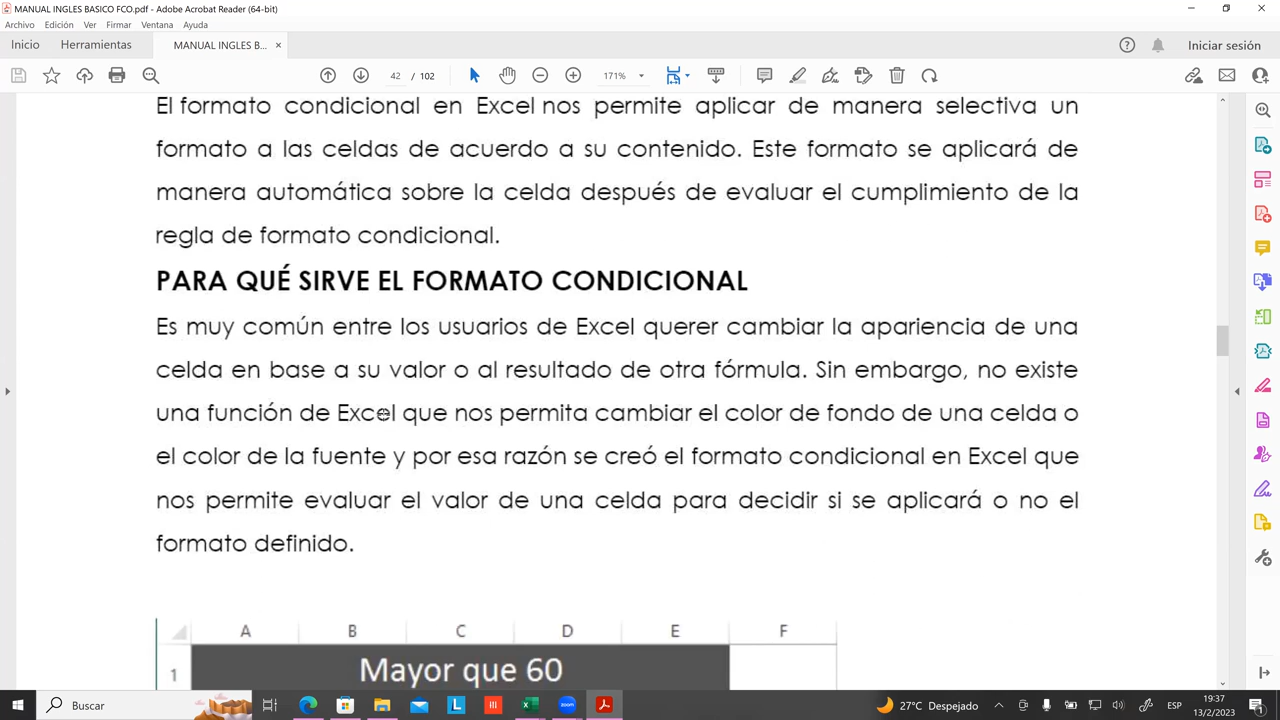 MANUAL INGLES BASICO FCO.pdf - Adobe Acrobat Reader (64-bit)
Archivo Edición Ver Firmar Ventana Ayuda
Inicio Herramientas MANUAL INGLES B... × Iniciar sesión
42 / 102 171%
El formato condicional en Excel nos permite aplicar de manera selectiva un
formato a las celdas de acuerdo a su contenido. Este formato se aplicará de
manera automática sobre la celda después de evaluar el cumplimiento de la
regla de formato condicional.
PARA QUÉ SIRVE EL FORMATO CONDICIONAL
Es muy común entre los usuarios de Excel querer cambiar la apariencia de una
celda en base a su valor o al resultado de otra fórmula. Sin embargo, no existe
una función de Excel que nos permita cambiar el color de fondo de una celda o
el color de la fuente y por esa razón se creó el formato condicional en Excel que
nos permite evaluar el valor de una celda para decidir si se aplicará o no el
formato definido.
A B C D E F
1 Mayor que 60
Buscar
27°C Despejado
ESP
19:37
13/2/2023